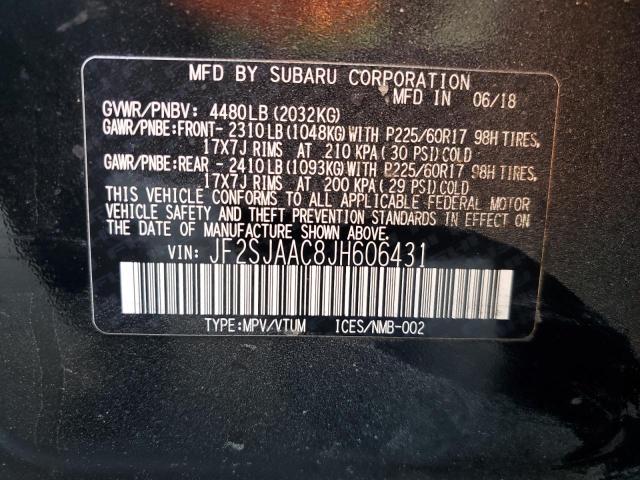 MFD BY SUBARU CORPORATION
MFD IN 06/18
GVWR/PNBV: 4480LB (2032KG)
GAWR/PNBE:FRONT- 2310LB(1048KG)WITH P225/60R17 98H TIRES,
17X7J RIMS AT 210 KPA ( 30 PSI)COLD
GAWR/PNBE:REAR - 2410LB(1093KG)WITH P225/60R17 98H TIRES,
17X7J RIMS AT 200 KPA ( 29 PSI)COLD
THIS VEHICLE CONFORMS TO ALL APPLICABLE FEDERAL MOTOR
VEHICLE SAFETY AND THEFT PREVENTION STANDARDS IN EFFECT ON
THE DATE OF MANUFACTURE SHOWN ABOVE.
VIN: JF2SJAAC8JH606431
TYPE:MPV/VTUM ICES/NMB-002